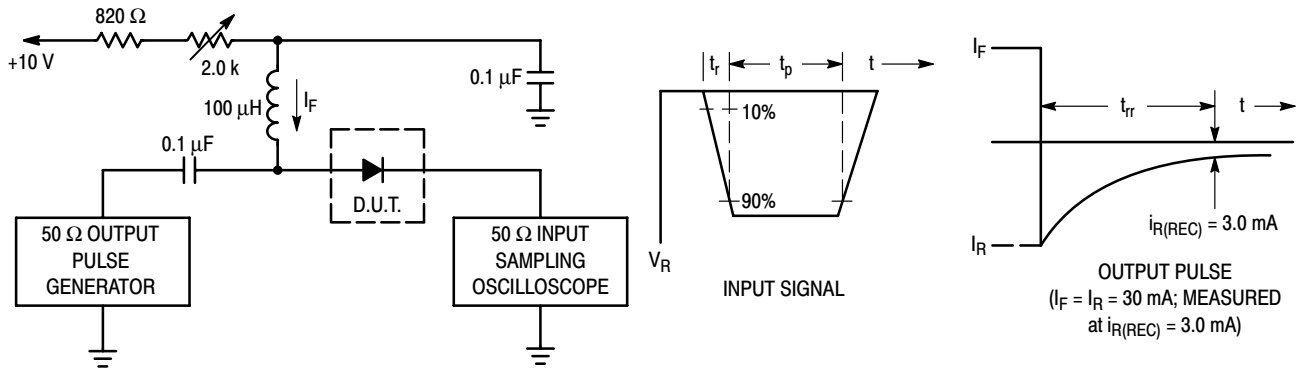 820 Ω
+10 V
2.0 k
100 μH
I_F
0.1 μF
0.1 μF
D.U.T.
50 Ω OUTPUT
PULSE
GENERATOR
50 Ω INPUT
SAMPLING
OSCILLOSCOPE
t_r
t_p
t
10%
90%
V_R
INPUT SIGNAL
I_F
t_rr
t
I_R
i_R(REC) = 3.0 mA
OUTPUT PULSE
(I_F = I_R = 30 mA; MEASURED
at i_R(REC) = 3.0 mA)